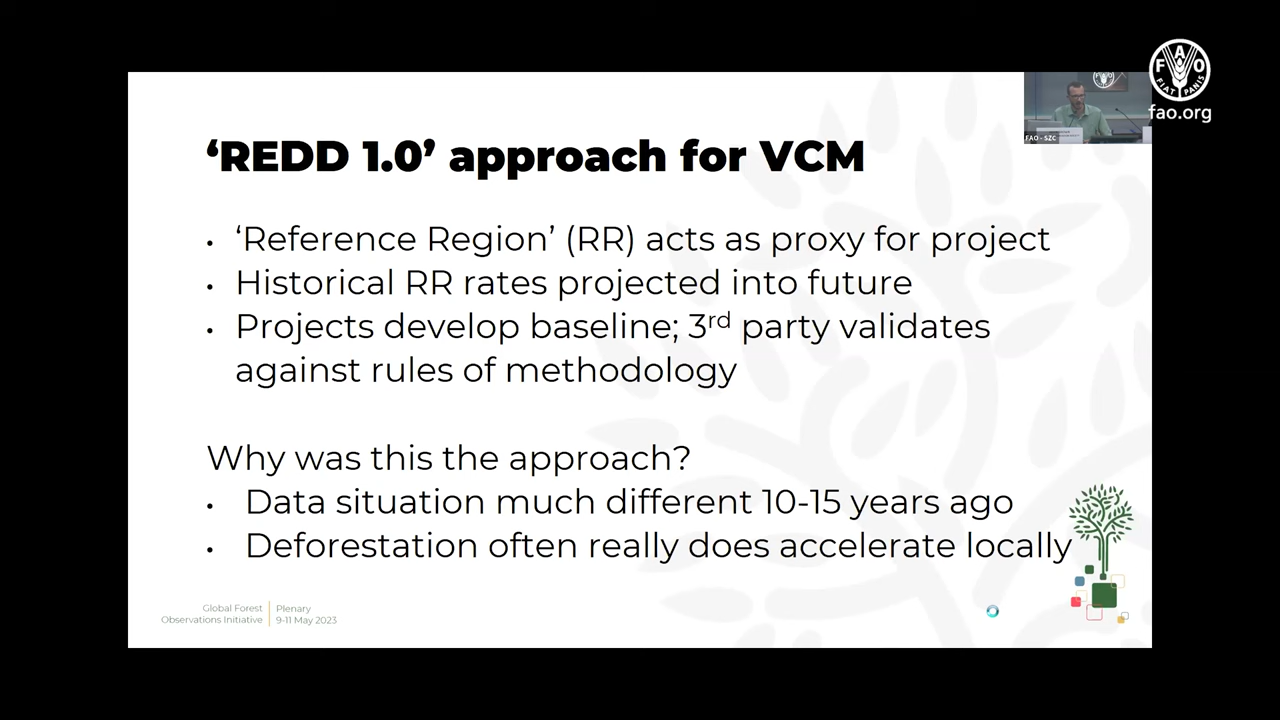 FAO
FIAT PANIS
fao.org
FAO - SZC
‘REDD 1.0’ approach for VCM
• ‘Reference Region’ (RR) acts as proxy for project
• Historical RR rates projected into future
• Projects develop baseline; 3rd party validates
against rules of methodology
Why was this the approach?
• Data situation much different 10-15 years ago
• Deforestation often really does accelerate locally
Global Forest
Observations Initiative
Plenary
9-11 May 2023